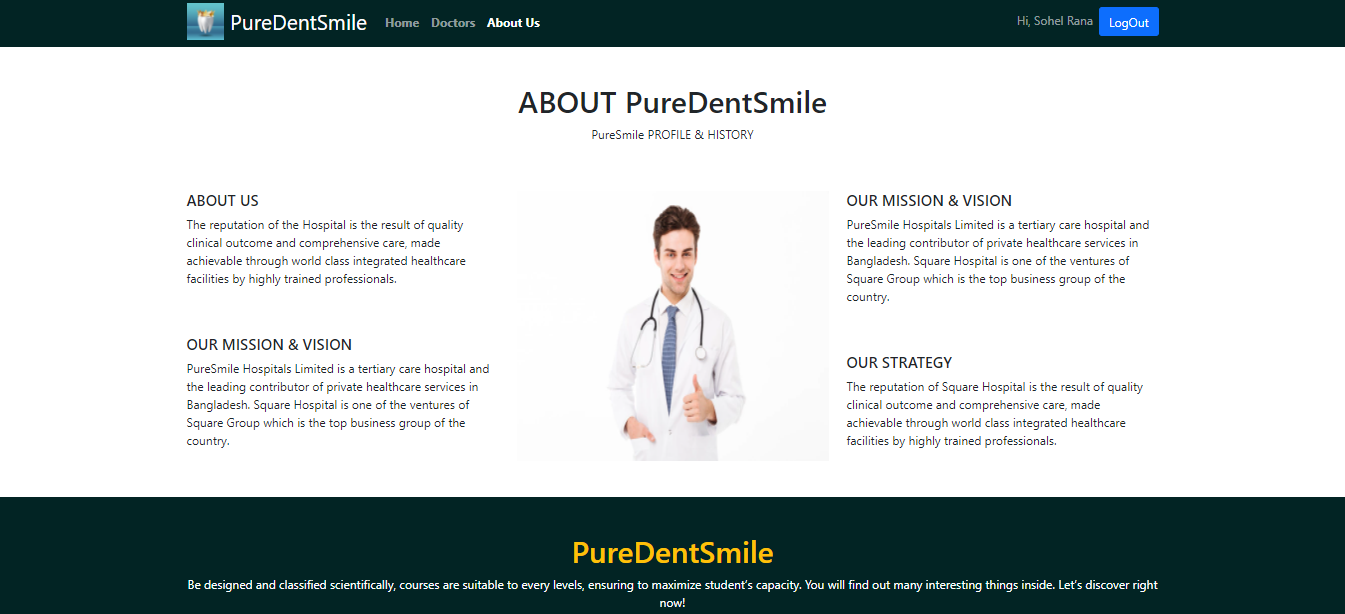 PureDentSmile Home Doctors About Us Hi, Sohel Rana LogOut
ABOUT PureDentSmile
PureSmile PROFILE & HISTORY
ABOUT US
The reputation of the Hospital is the result of quality
clinical outcome and comprehensive care, made
achievable through world class integrated healthcare
facilities by highly trained professionals.
OUR MISSION & VISION
PureSmile Hospitals Limited is a tertiary care hospital and
the leading contributor of private healthcare services in
Bangladesh. Square Hospital is one of the ventures of
Square Group which is the top business group of the
country.
OUR MISSION & VISION
PureSmile Hospitals Limited is a tertiary care hospital and
the leading contributor of private healthcare services in
Bangladesh. Square Hospital is one of the ventures of
Square Group which is the top business group of the
country.
OUR STRATEGY
The reputation of Square Hospital is the result of quality
clinical outcome and comprehensive care, made
achievable through world class integrated healthcare
facilities by highly trained professionals.
PureDentSmile
Be designed and classified scientifically, courses are suitable to every levels, ensuring to maximize student's capacity. You will find out many interesting things inside. Let's discover right
now!